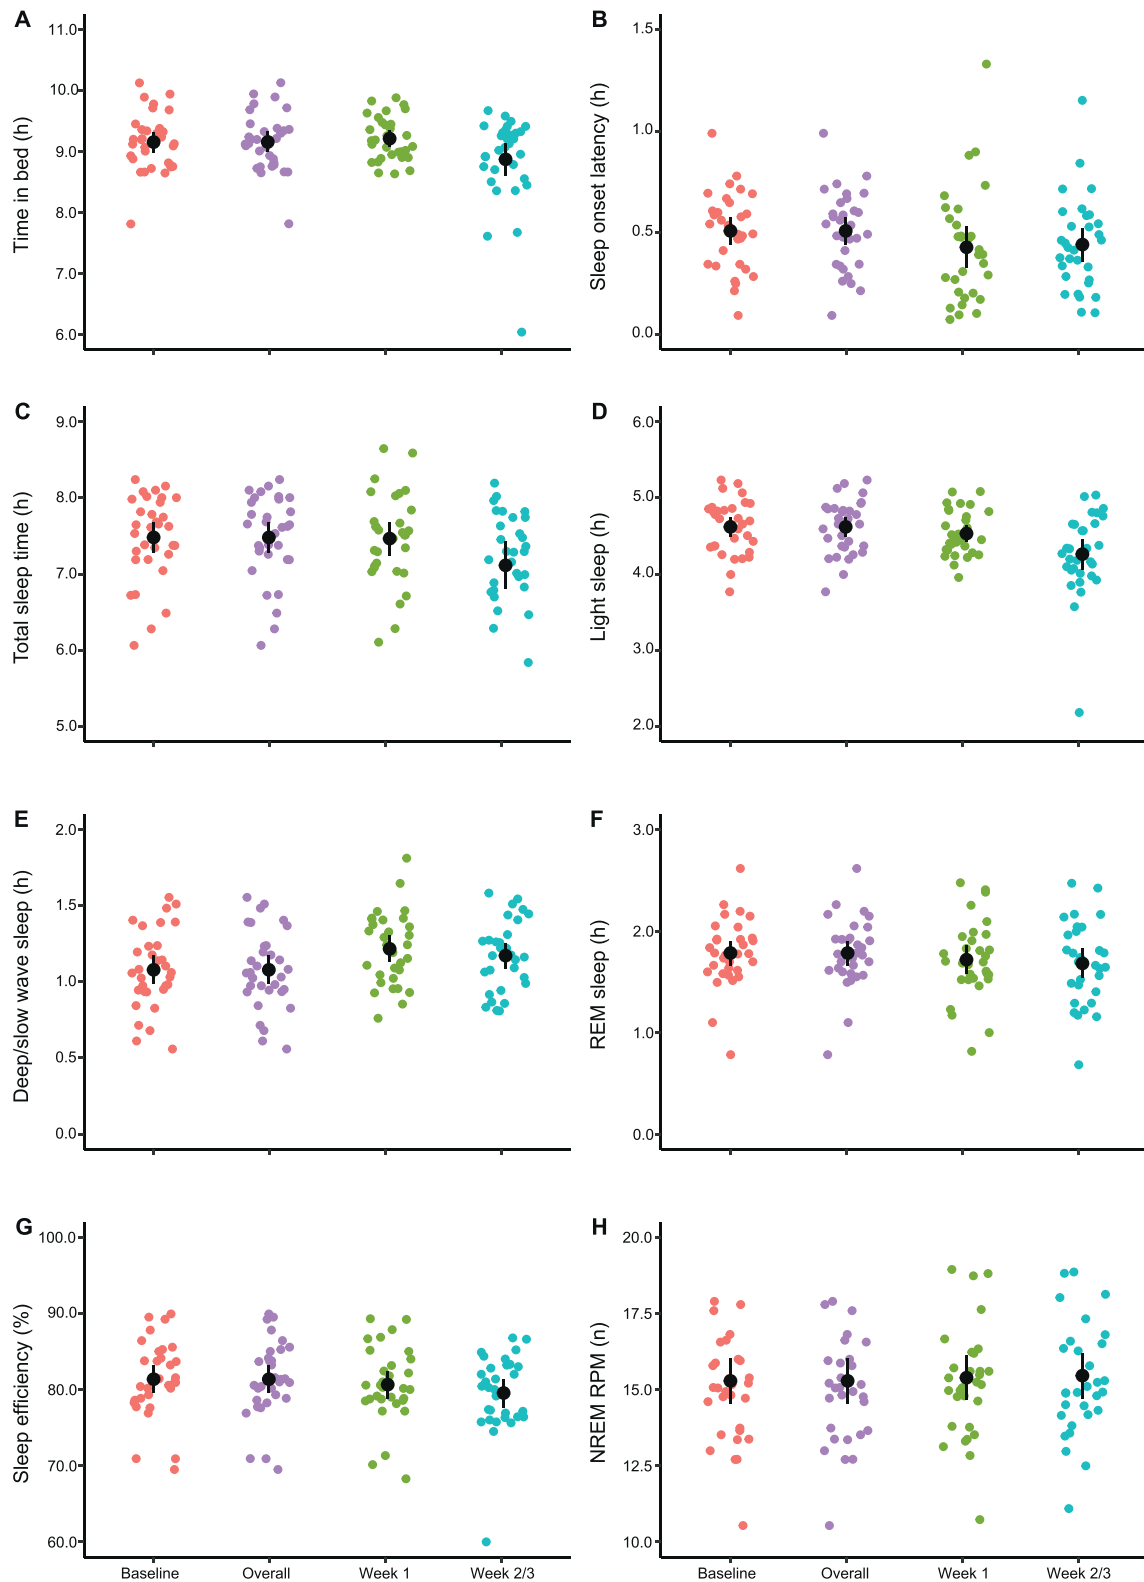 A
B
11.0
10.0
9.0
8.0
7.0
6.0
Time in bed (h)
1.5
1.0
0.5
0.0
Sleep onset latency (h)
C
D
9.0
8.0
7.0
6.0
5.0
Total sleep time (h)
6.0
5.0
4.0
3.0
2.0
Light sleep (h)
E
F
2.0
1.5
1.0
0.5
0.0
Deep/slow wave sleep (h)
3.0
2.0
1.0
0.0
REM sleep (h)
G
H
100.0
90.0
80.0
70.0
60.0
Sleep efficiency (%)
20.0
17.5
15.0
12.5
10.0
NREM RPM (n)
Baseline Overall Week 1 Week 2/3
Baseline Overall Week 1 Week 2/3